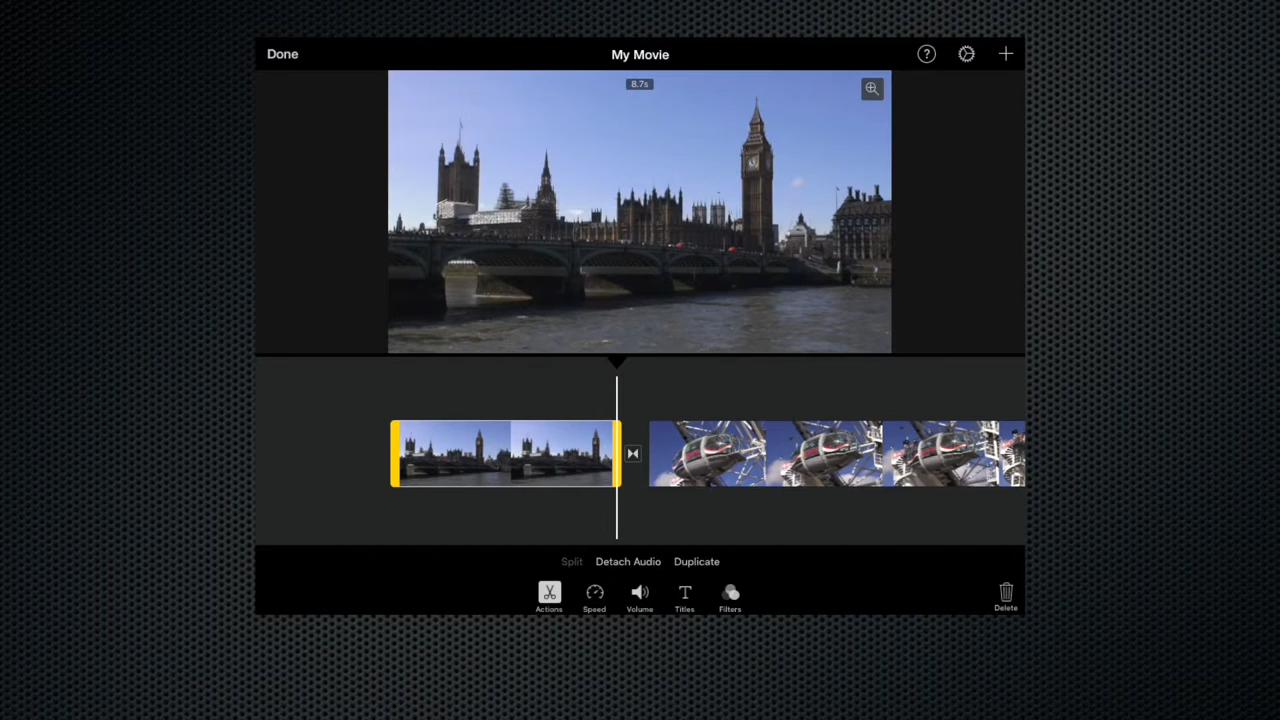 Done
My Movie
?
8.7s
Split Detach Audio Duplicate
Actions Speed Volume Titles Filters Delete